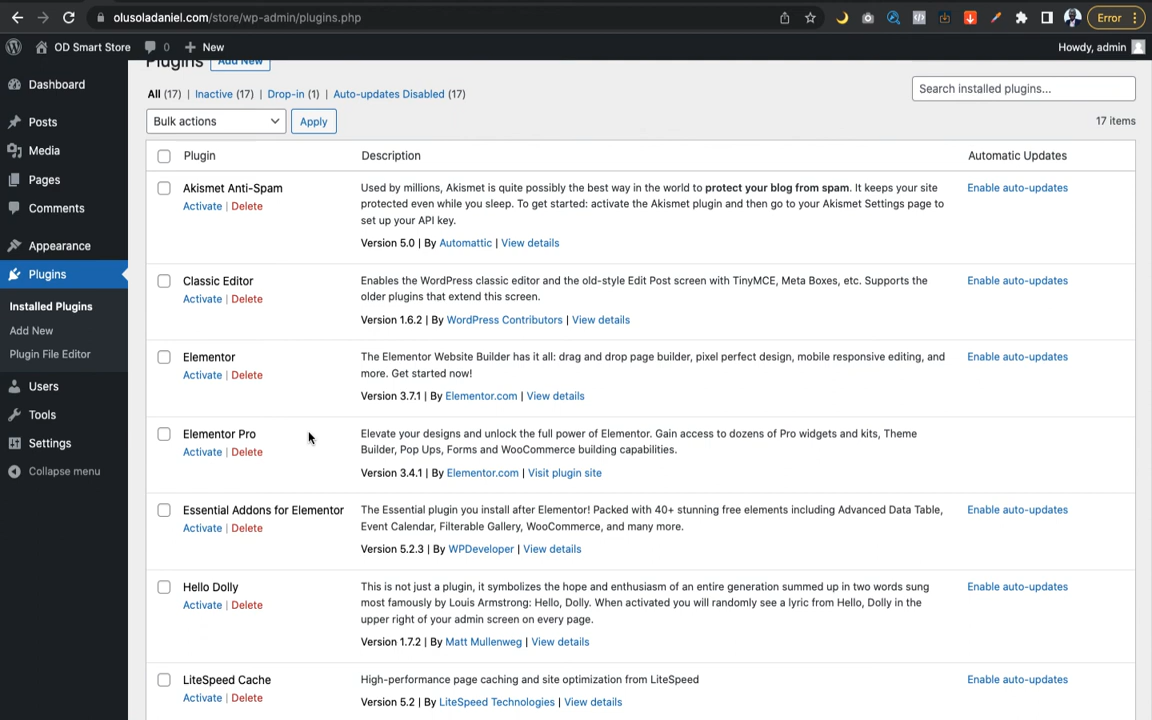 olusoladaniel.com/store/wp-admin/plugins.php
Error
OD Smart Store
0
New
Howdy, admin
Plugins
Add New
All (17) | Inactive (17) | Drop-in (1) | Auto-updates Disabled (17)
Search installed plugins...
Bulk actions
Apply
17 items
Dashboard
Posts
Media
Pages
Comments
Appearance
Plugins
Installed Plugins
Add New
Plugin File Editor
Users
Tools
Settings
Collapse menu
Plugin
Description
Automatic Updates
Akismet Anti-Spam
Activate | Delete
Used by millions, Akismet is quite possibly the best way in the world to protect your blog from spam. It keeps your site
protected even while you sleep. To get started: activate the Akismet plugin and then go to your Akismet Settings page to
set up your API key.
Version 5.0 | By Automattic | View details
Enable auto-updates
Classic Editor
Activate | Delete
Enables the WordPress classic editor and the old-style Edit Post screen with TinyMCE, Meta Boxes, etc. Supports the
older plugins that extend this screen.
Version 1.6.2 | By WordPress Contributors | View details
Enable auto-updates
Elementor
Activate | Delete
The Elementor Website Builder has it all: drag and drop page builder, pixel perfect design, mobile responsive editing, and
more. Get started now!
Version 3.7.1 | By Elementor.com | View details
Enable auto-updates
Elementor Pro
Activate | Delete
Elevate your designs and unlock the full power of Elementor. Gain access to dozens of Pro widgets and kits, Theme
Builder, Pop Ups, Forms and WooCommerce building capabilities.
Version 3.4.1 | By Elementor.com | Visit plugin site
Essential Addons for Elementor
Activate | Delete
The Essential plugin you install after Elementor! Packed with 40+ stunning free elements including Advanced Data Table,
Event Calendar, Filterable Gallery, WooCommerce, and many more.
Version 5.2.3 | By WPDeveloper | View details
Enable auto-updates
Hello Dolly
Activate | Delete
This is not just a plugin, it symbolizes the hope and enthusiasm of an entire generation summed up in two words sung
most famously by Louis Armstrong: Hello, Dolly. When activated you will randomly see a lyric from Hello, Dolly in the
upper right of your admin screen on every page.
Version 1.7.2 | By Matt Mullenweg | View details
Enable auto-updates
LiteSpeed Cache
Activate | Delete
High-performance page caching and site optimization from LiteSpeed
Version 5.2 | By LiteSpeed Technologies | View details
Enable auto-updates